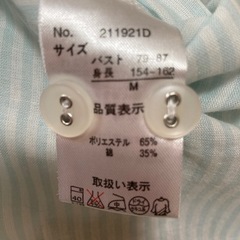 No. 211921D
サイズ
バスト 79-87
身長 154-162
M
品質表示
ポリエステル 65%
綿 35%
取扱い表示
40